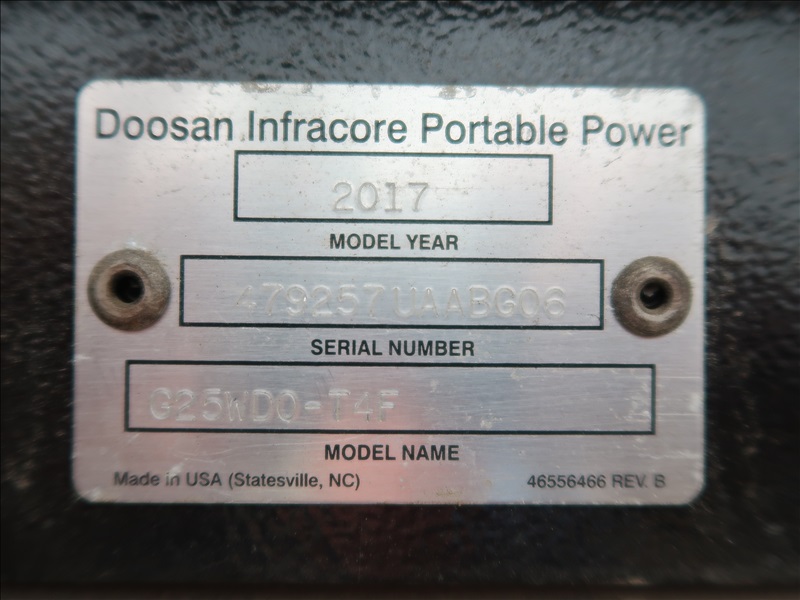 Doosan Infracore Portable Power
2017
MODEL YEAR
479257UAABG06
SERIAL NUMBER
G25WDO-T4F
MODEL NAME
Made in USA (Statesville, NC) 46556466 REV. B